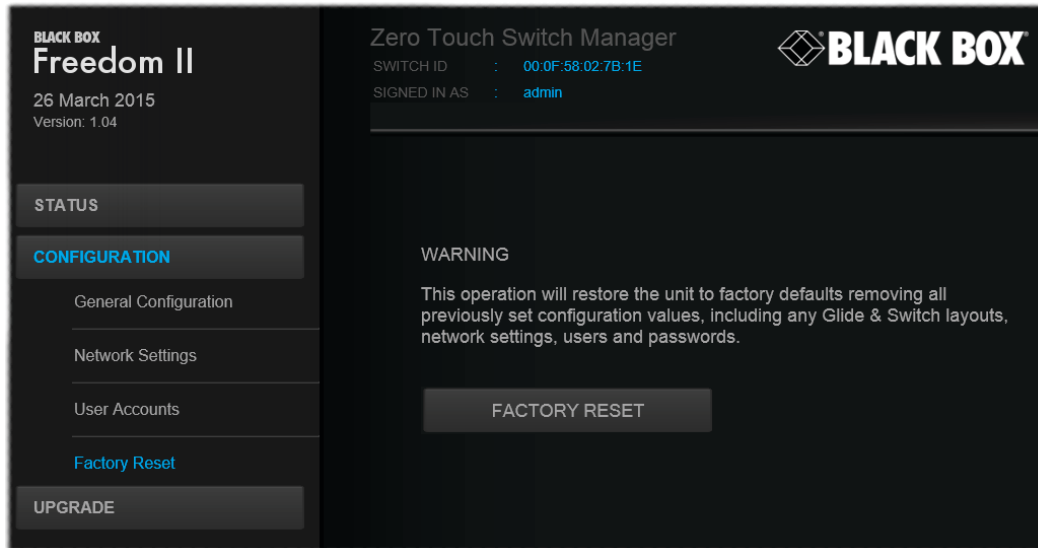 BLACK BOX
Freedom II
26 March 2015
Version: 1.04
Zero Touch Switch Manager
SWITCH ID : 00:0F:58:02:7B:1E
SIGNED IN AS : admin
BLACK BOX
STATUS
CONFIGURATION
General Configuration
Network Settings
User Accounts
Factory Reset
UPGRADE
WARNING
This operation will restore the unit to factory defaults removing all
previously set configuration values, including any Glide & Switch layouts,
network settings, users and passwords.
FACTORY RESET